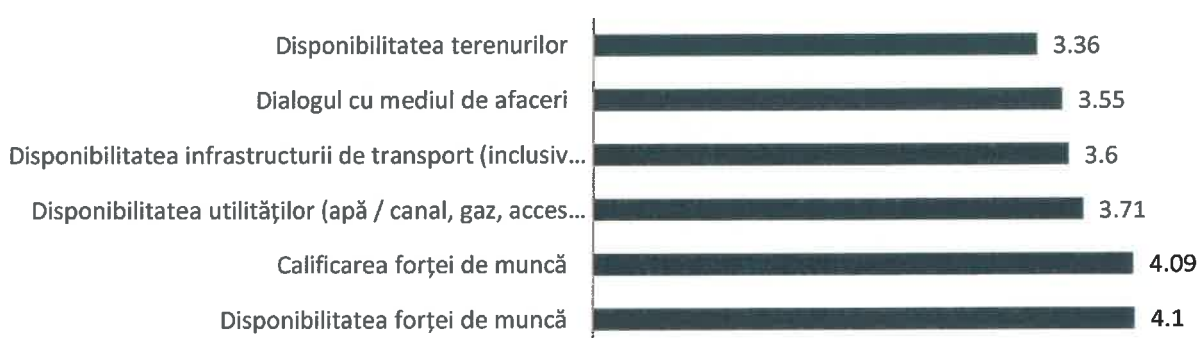 Disponibilitatea terenurilor 3.36
Dialogul cu mediul de afaceri 3.55
Disponibilitatea infrastructurii de transport (inclusiv... 3.6
Disponibilitatea utilităților (apă / canal, gaz, acces... 3.71
Calificarea forței de muncă 4.09
Disponibilitatea forței de muncă 4.1